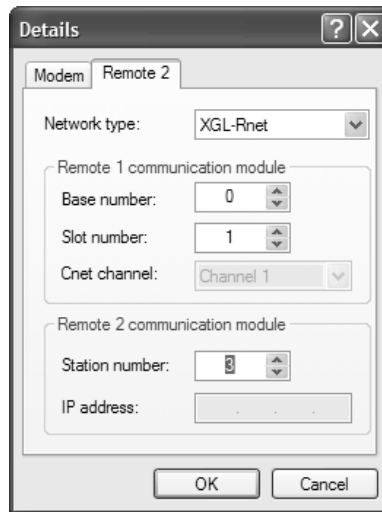 Details
Modem Remote 2
Network type: XGL-Rnet
Remote 1 communication module
Base number: 0
Slot number: 1
Cnet channel: Channel 1
Remote 2 communication module
Station number: 3
IP address: . . .
OK Cancel